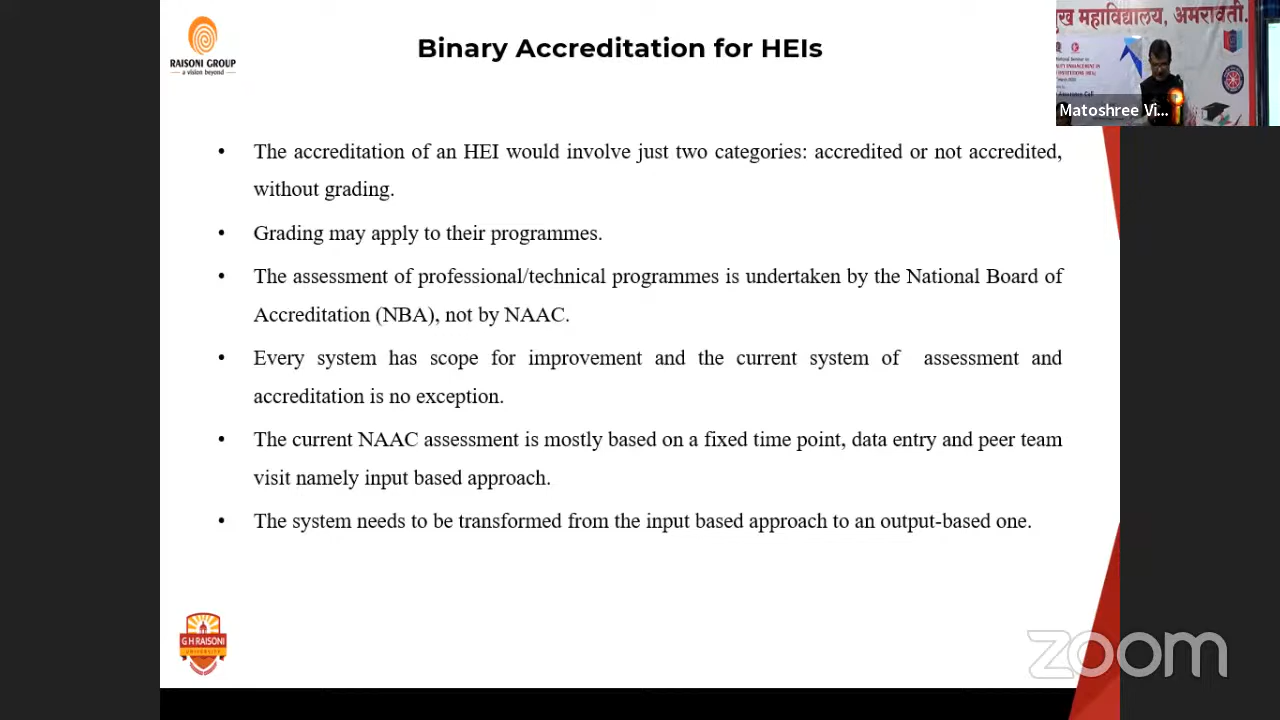 RAISONI GROUP
a vision beyond
Binary Accreditation for HEIs
ख महाविद्यालय, अमरावती.
Matoshree Vi...
• The accreditation of an HEI would involve just two categories: accredited or not accredited,
without grading.
• Grading may apply to their programmes.
• The assessment of professional/technical programmes is undertaken by the National Board of
Accreditation (NBA), not by NAAC.
• Every system has scope for improvement and the current system of assessment and
accreditation is no exception.
• The current NAAC assessment is mostly based on a fixed time point, data entry and peer team
visit namely input based approach.
• The system needs to be transformed from the input based approach to an output-based one.
G H RAISONI
UNIVERSITY
zoom